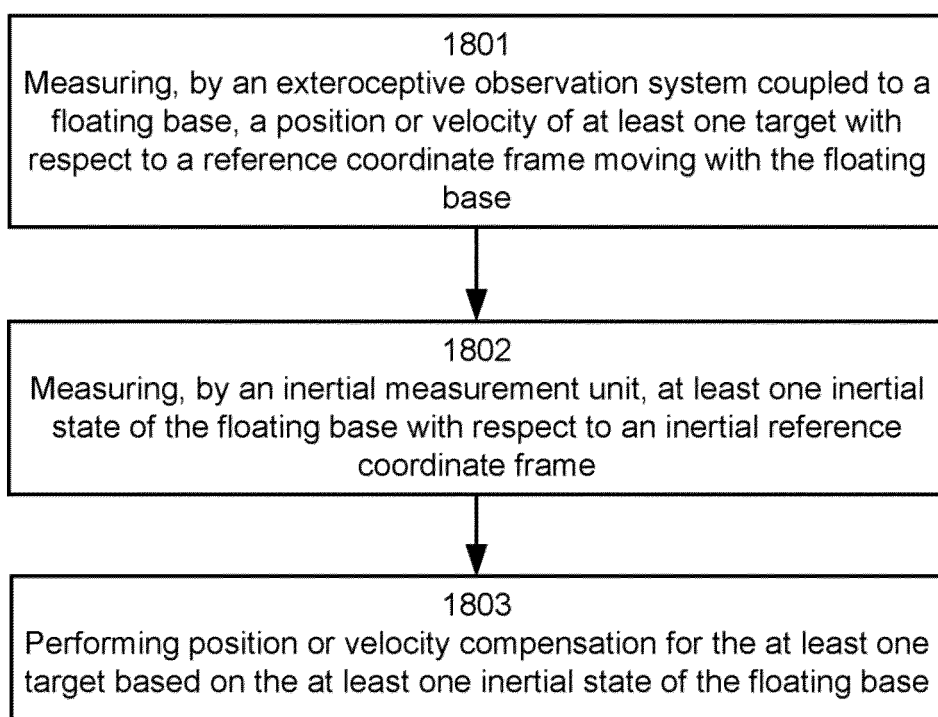 1801
Measuring, by an exteroceptive observation system coupled to a
floating base, a position or velocity of at least one target with
respect to a reference coordinate frame moving with the floating
base
1802
Measuring, by an inertial measurement unit, at least one inertial
state of the floating base with respect to an inertial reference
coordinate frame
1803
Performing position or velocity compensation for the at least one
target based on the at least one inertial state of the floating base